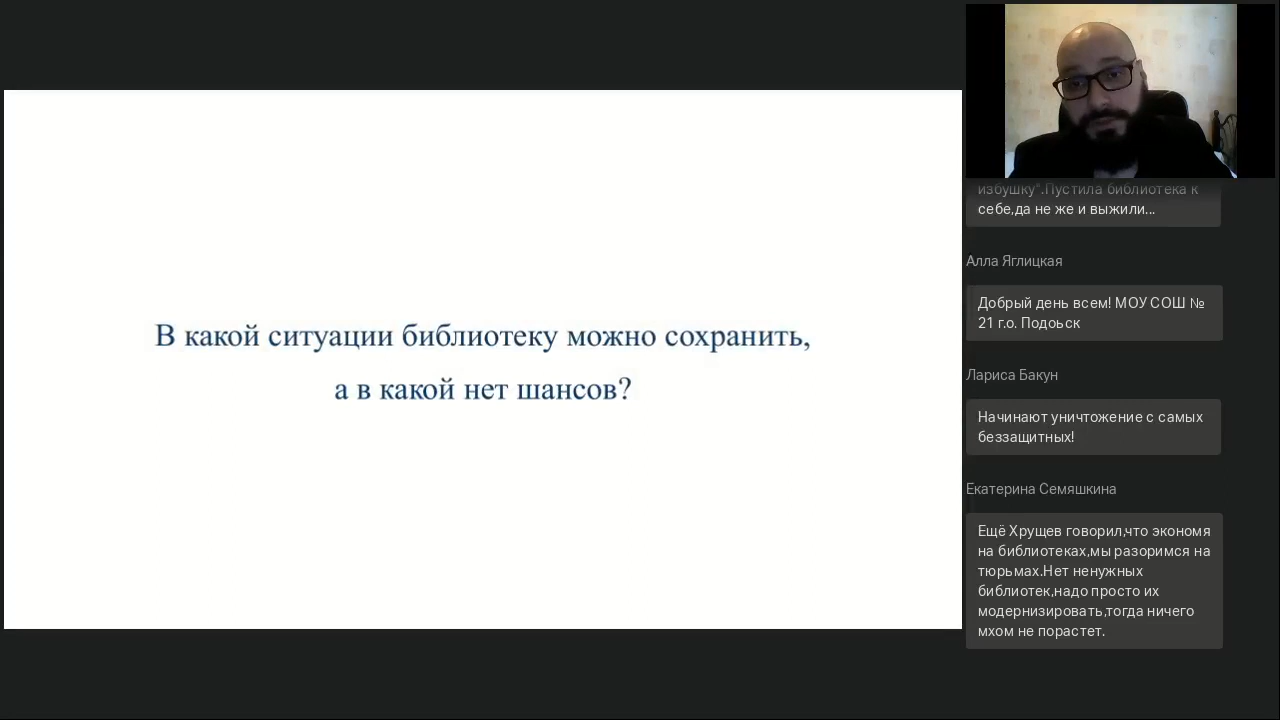 В какой ситуации библиотеку можно сохранить,
а в какой нет шансов?
избушку".Пустила библиотека к
себе,да не же и выжили...
Алла Яглицкая
Добрый день всем! МОУ СОШ №
21 г.о. Подоьск
Лариса Бакун
Начинают уничтожение с самых
беззащитных!
Екатерина Семяшкина
Ещё Хрущев говорил,что экономя
на библиотеках,мы разоримся на
тюрьмах.Нет ненужных
библиотек,надо просто их
модернизировать,тогда ничего
мхом не порастет.